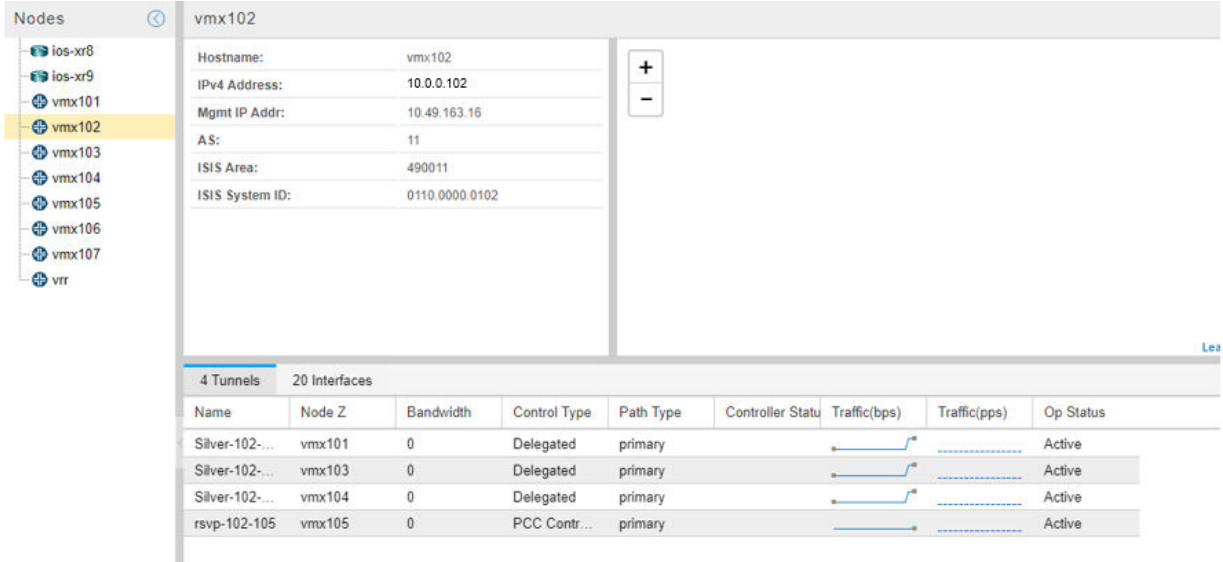 Nodes
ios-xr8
ios-xr9
vmx101
vmx102
vmx103
vmx104
vmx105
vmx106
vmx107
vrr
vmx102
Hostname: vmx102
IPv4 Address: 10.0.0.102
Mgmt IP Addr: 10.49.163.16
AS: 11
ISIS Area: 490011
ISIS System ID: 0110.0000.0102
+
−
Lea
4 Tunnels 20 Interfaces
Name Node Z Bandwidth Control Type Path Type Controller Statu Traffic(bps) Traffic(pps) Op Status
Silver-102-... vmx101 0 Delegated primary Active
Silver-102-... vmx103 0 Delegated primary Active
Silver-102-... vmx104 0 Delegated primary Active
rsvp-102-105 vmx105 0 PCC Contr... primary Active